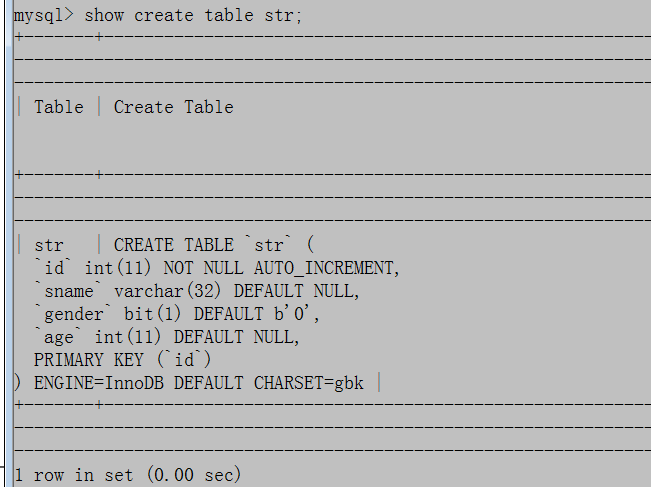 mysql> show create table str;
+-------+----------------------------------------------------------------
----------------------------------------------------------------
----------------------------------------------------------------
| Table | Create Table
+-------+----------------------------------------------------------------
----------------------------------------------------------------
----------------------------------------------------------------
| str   | CREATE TABLE `str` (
  `id` int(11) NOT NULL AUTO_INCREMENT,
  `sname` varchar(32) DEFAULT NULL,
  `gender` bit(1) DEFAULT b'0',
  `age` int(11) DEFAULT NULL,
  PRIMARY KEY (`id`)
) ENGINE=InnoDB DEFAULT CHARSET=gbk |
+-------+----------------------------------------------------------------
----------------------------------------------------------------
----------------------------------------------------------------
1 row in set (0.00 sec)